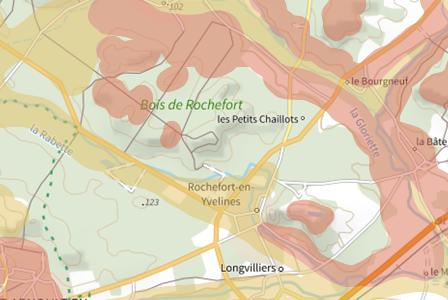 102
le Bourgneuf
Bois de Rochefort
les Petits Chaillots
la Gloriette
la Rabette
la Bâte
Rochefort-en-
Yvelines
.123
Longvilliers
le M